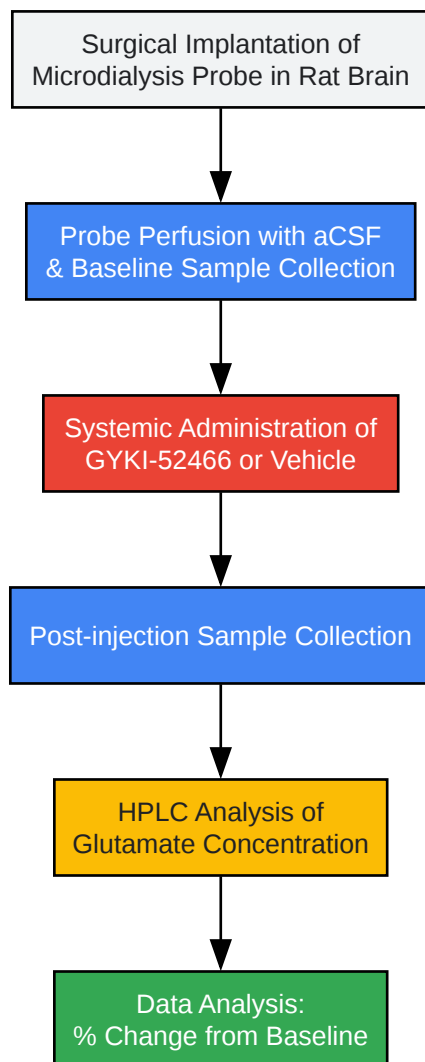 Surgical Implantation of
Microdialysis Probe in Rat Brain
Probe Perfusion with aCSF
& Baseline Sample Collection
Systemic Administration of
GYKI-52466 or Vehicle
Post-injection Sample Collection
HPLC Analysis of
Glutamate Concentration
Data Analysis:
% Change from Baseline